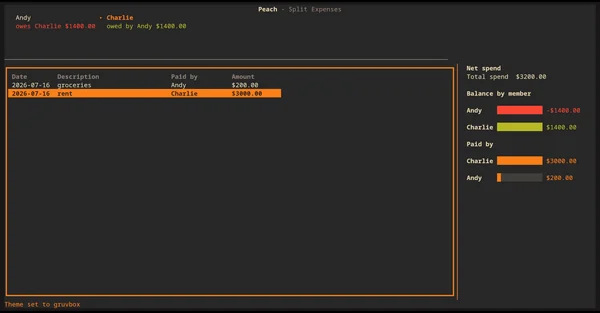 Peach - Split Expenses
Andy • Charlie
owes Charlie $1400.00 owed by Andy $1400.00
Date Description Paid by Amount
2026-07-16 groceries Andy $200.00
2026-07-16 rent Charlie $3000.00
Net spend
Total spend $3200.00
Balance by member
Andy -$1400.00
Charlie $1400.00
Paid by
Charlie $3000.00
Andy $200.00
Theme set to gruvbox